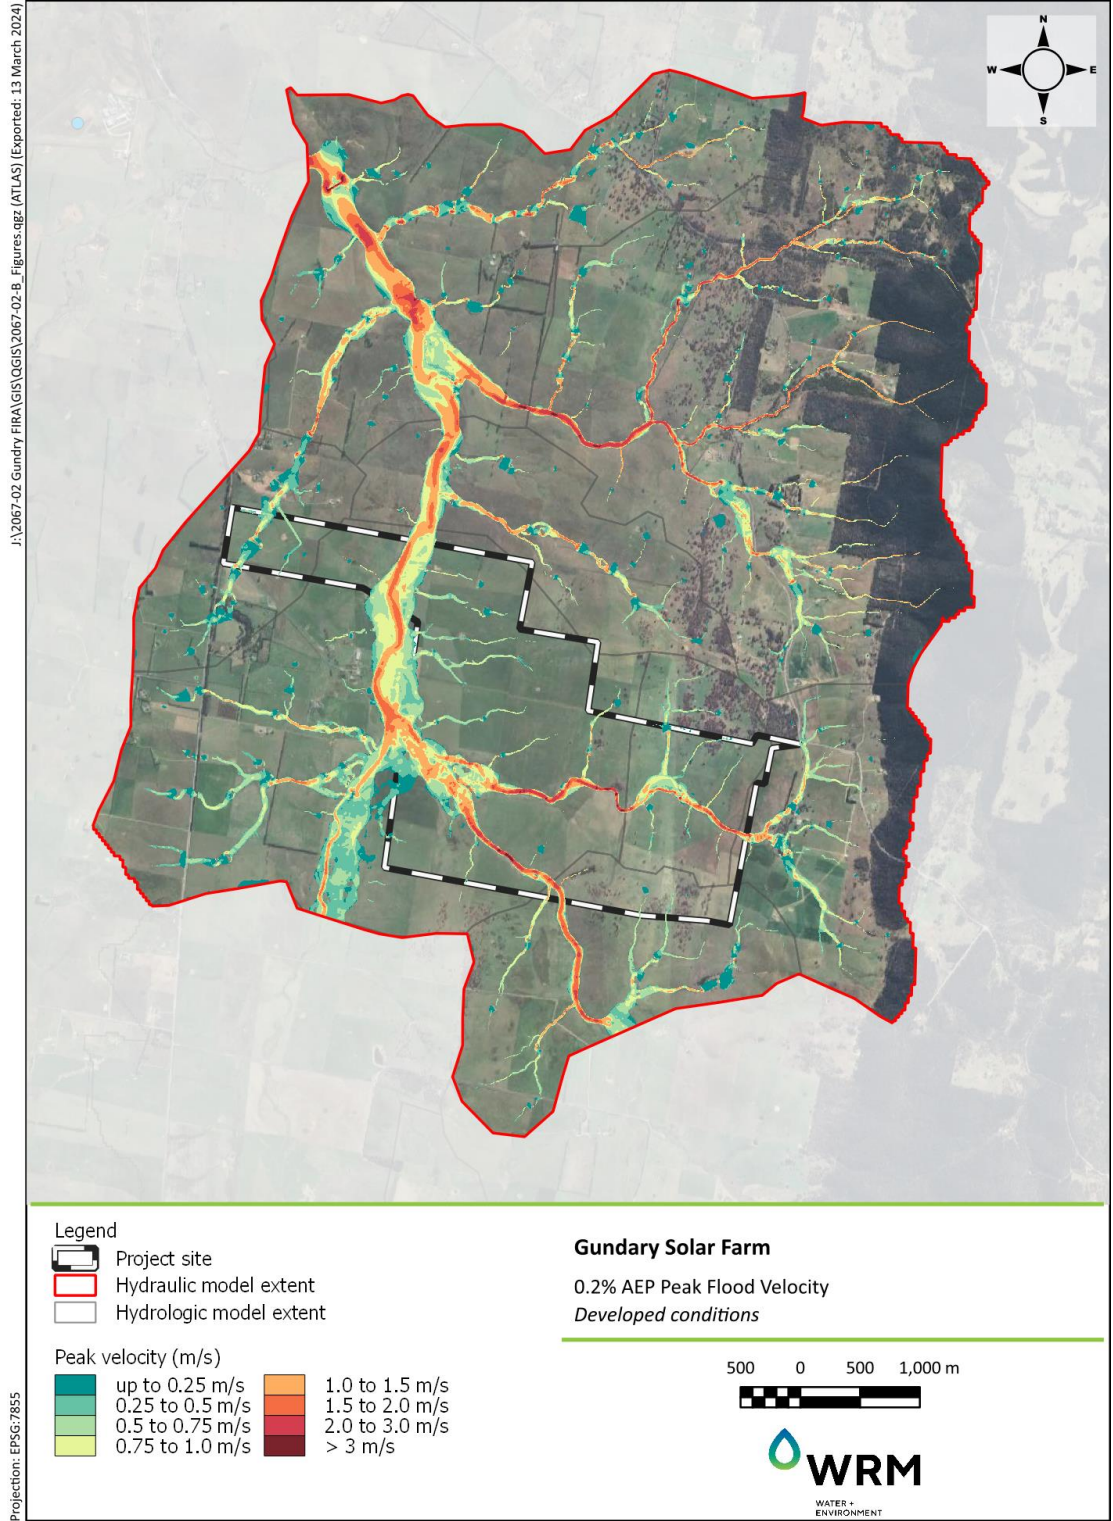 J:\2067-02 Gundry FIRA\GIS\QGIS\2067-02-B_Figures.qgz (ATLAS) (Exported: 13 March 2024)
N
W E
S
Legend
Project site
Hydraulic model extent
Hydrologic model extent
Peak velocity (m/s)
up to 0.25 m/s
0.25 to 0.5 m/s
0.5 to 0.75 m/s
0.75 to 1.0 m/s
1.0 to 1.5 m/s
1.5 to 2.0 m/s
2.0 to 3.0 m/s
> 3 m/s
Gundary Solar Farm
0.2% AEP Peak Flood Velocity
Developed conditions
500 0 500 1,000 m
WRM
WATER +
ENVIRONMENT
Projection: EPSG:7855